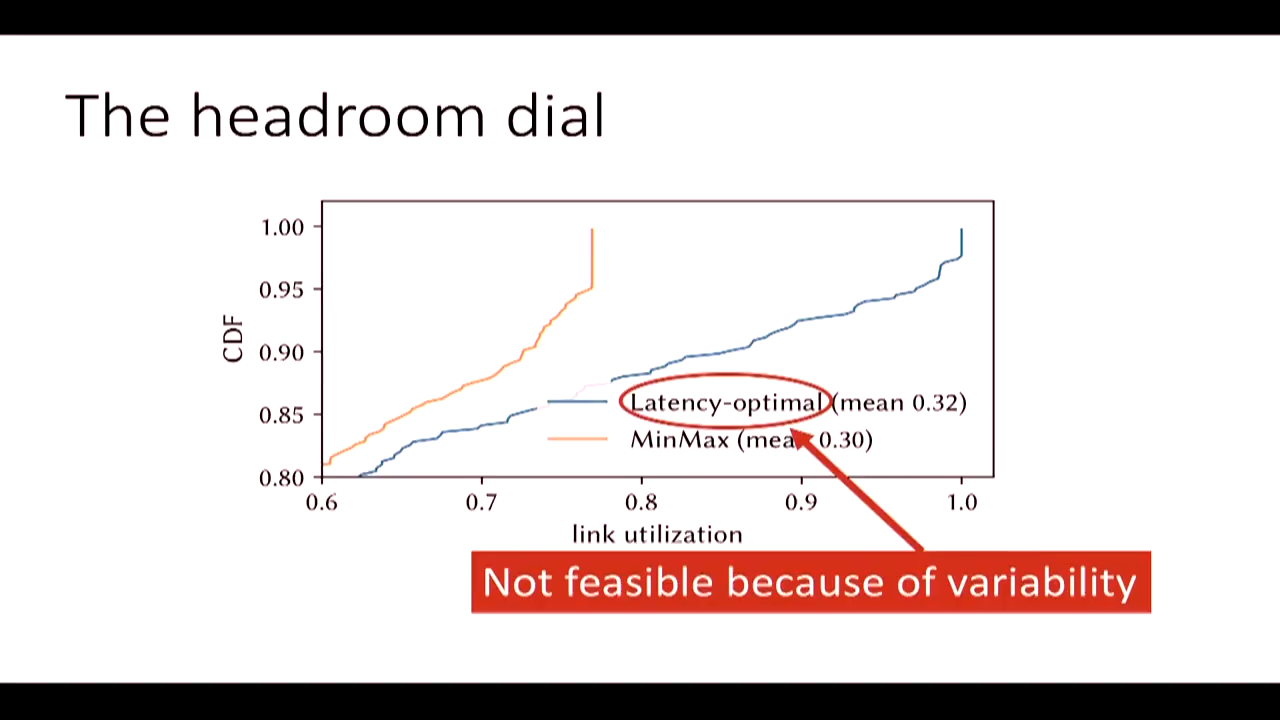 The headroom dial
1.00
0.95
0.90
0.85
0.80
CDF
Latency-optimal (mean 0.32)
MinMax (mea 0.30)
0.6 0.7 0.8 0.9 1.0
link utilization
Not feasible because of variability